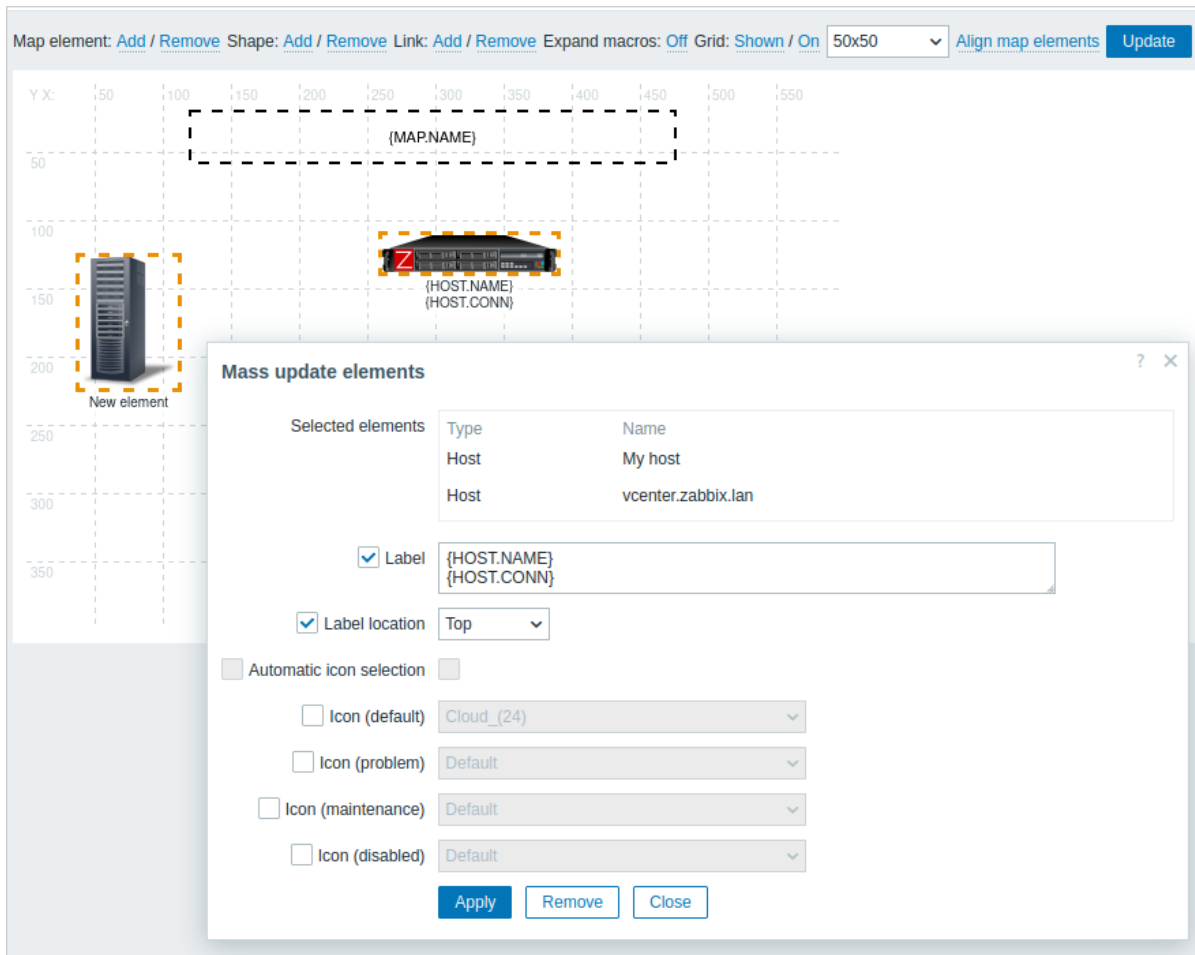 Map element: Add / Remove Shape: Add / Remove Link: Add / Remove Expand macros: Off Grid: Shown / On 50x50 Align map elements Update
Y X: 50 100 150 200 250 300 350 400 450 500 550
{MAP.NAME}
50
100
Z
{HOST.NAME}
150
{HOST.CONN}
200
New element
250
300
350
Mass update elements ?
Selected elements Type Name
Host My host
Host vcenter.zabbix.lan
Label {HOST.NAME}
{HOST.CONN}
Label location Top
Automatic icon selection
Icon (default) Cloud_(24)
Icon (problem) Default
Icon (maintenance) Default
Icon (disabled) Default
Apply Remove Close